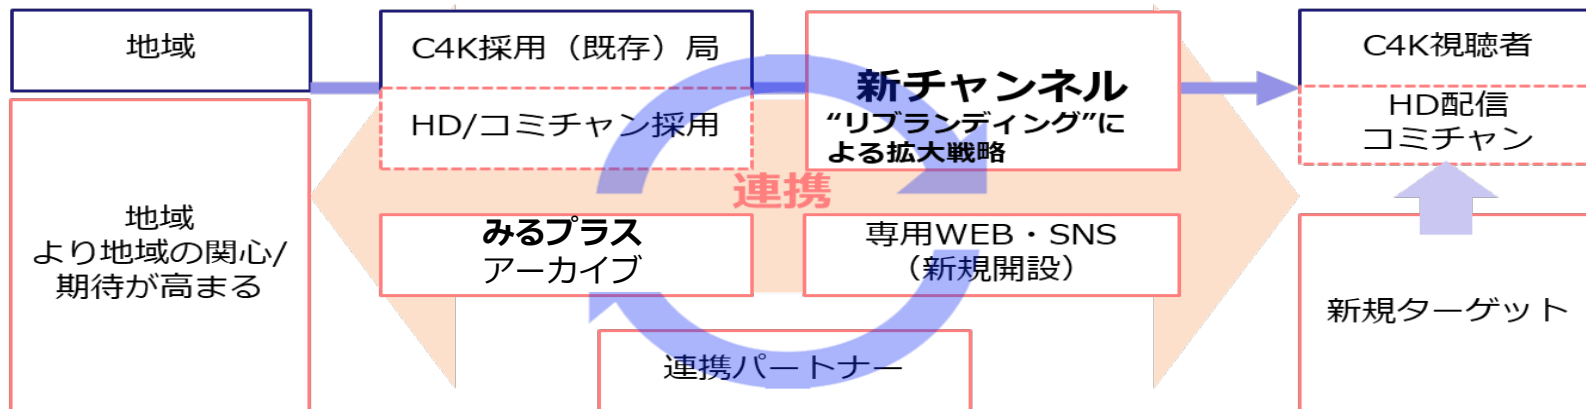 地域
C4K採用（既存）局
HD/コミチャン採用
新チャンネル
“リブランディング”に
よる拡大戦略
C4K視聴者
HD配信
コミチャン
連携
地域
より地域の関心/
期待が高まる
みるプラス
アーカイブ
専用WEB・SNS
（新規開設）
新規ターゲット
連携パートナー